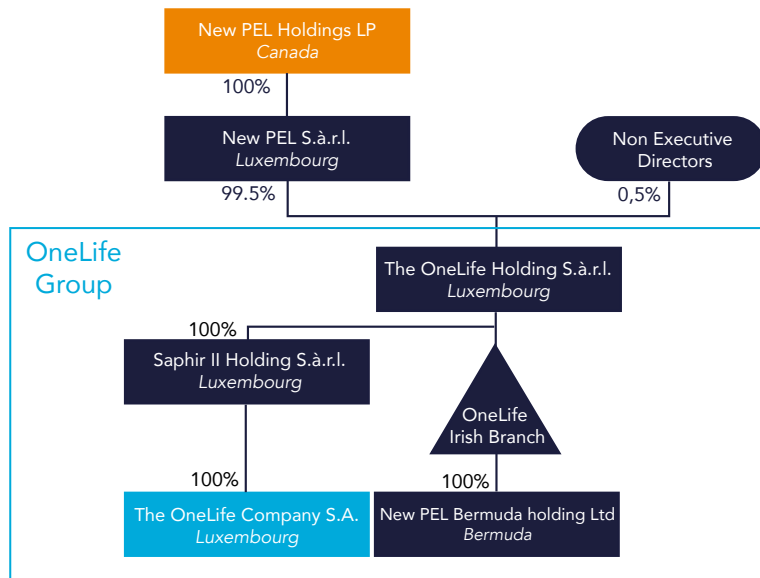 New PEL Holdings LP
Canada
100%
New PEL S.à.r.l.
Luxembourg
Non Executive
Directors
99.5%
0,5%
OneLife
Group
The OneLife Holding S.à.r.l.
Luxembourg
100%
Saphir II Holding S.à.r.l.
Luxembourg
OneLife
Irish Branch
100%
100%
The OneLife Company S.A.
Luxembourg
New PEL Bermuda holding Ltd
Bermuda